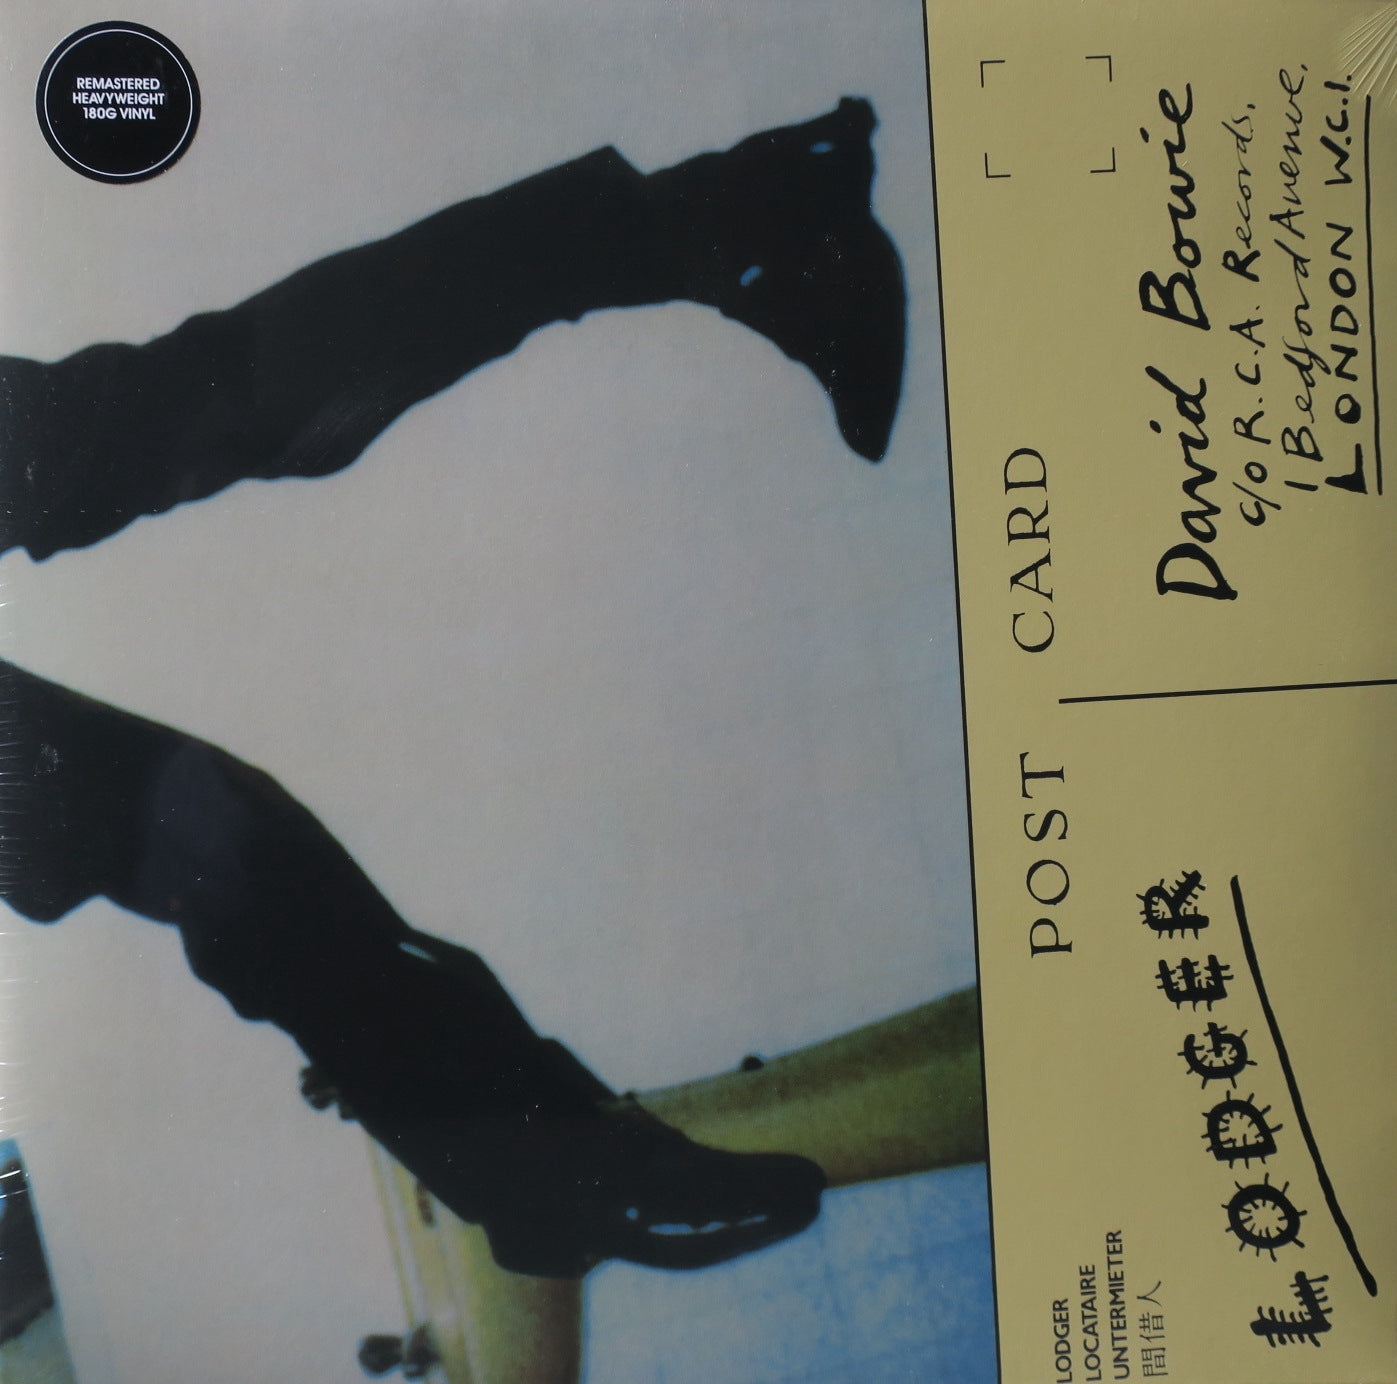 REMASTERED
HEAVYWEIGHT
180G VINYL
POST CARD
David Bowie
c/o R.C.A. Records,
1 Bedford Avenue,
LONDON W.C.1.
LODGER
LODGER
LOCATAIRE
UNTERMIETER
間借人